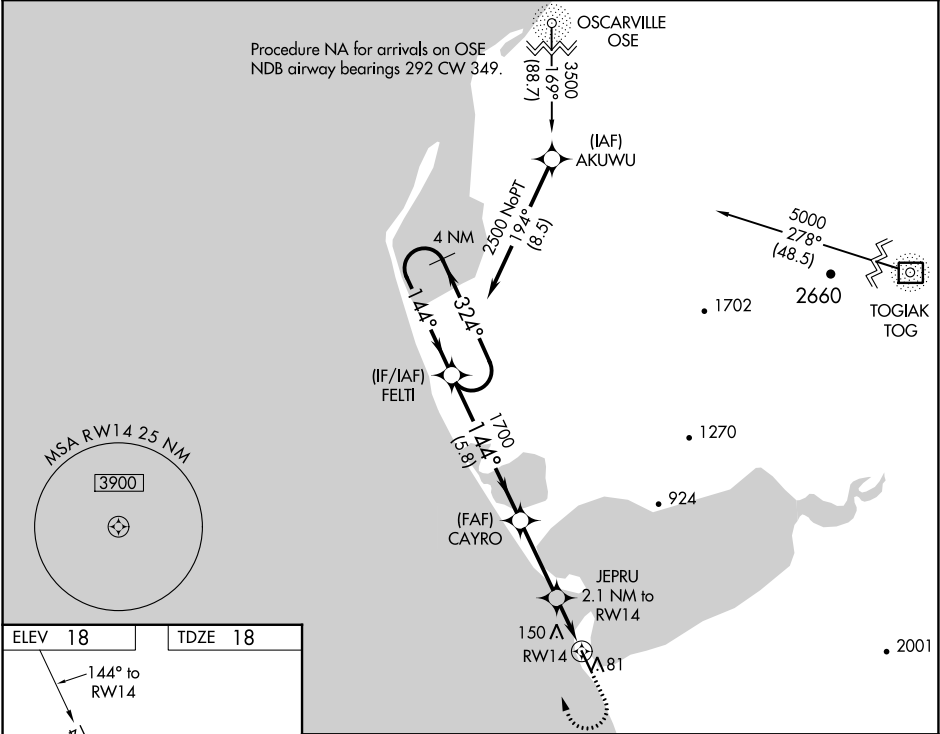 OSCARVILLE
OSE
Procedure NA for arrivals on OSE
NDB airway bearings 292 CW 349.
3500
169°
(88.7)
(IAF)
AKUWU
2500 NoPT
194°
(8.5)
5000
278°
(48.5)
2660
TOGIAK
TOG
4 NM
144°
324°
1702
(IF/IAF)
FELTI
1700
144°
(5.8)
1270
MSA RW14 25 NM
3900
924
(FAF)
CAYRO
JEPRU
2.1 NM to
RW14
150
RW14
81
2001
ELEV 18
TDZE 18
144° to
RW14